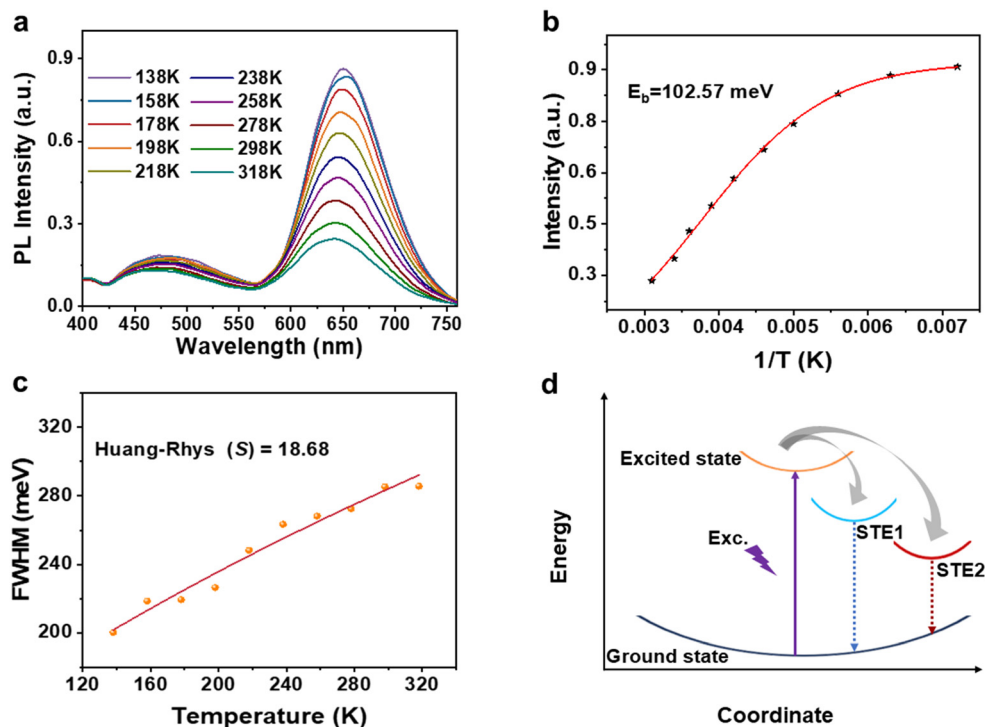 a
PL Intensity (a.u.)
0.9
0.6
0.3
0.0
138K
158K
178K
198K
218K
238K
258K
278K
298K
318K
400 450 500 550 600 650 700 750
Wavelength (nm)
b
Intensity (a.u.)
0.9
0.8
0.6
0.5
0.3
E_b=102.57 meV
0.003 0.004 0.005 0.006 0.007
1/T (K)
c
FWHM (meV)
320
280
240
200
Huang-Rhys (S) = 18.68
120 160 200 240 280 320
Temperature (K)
d
Energy
Excited state
STE1
Exc.
STE2
Ground state
Coordinate